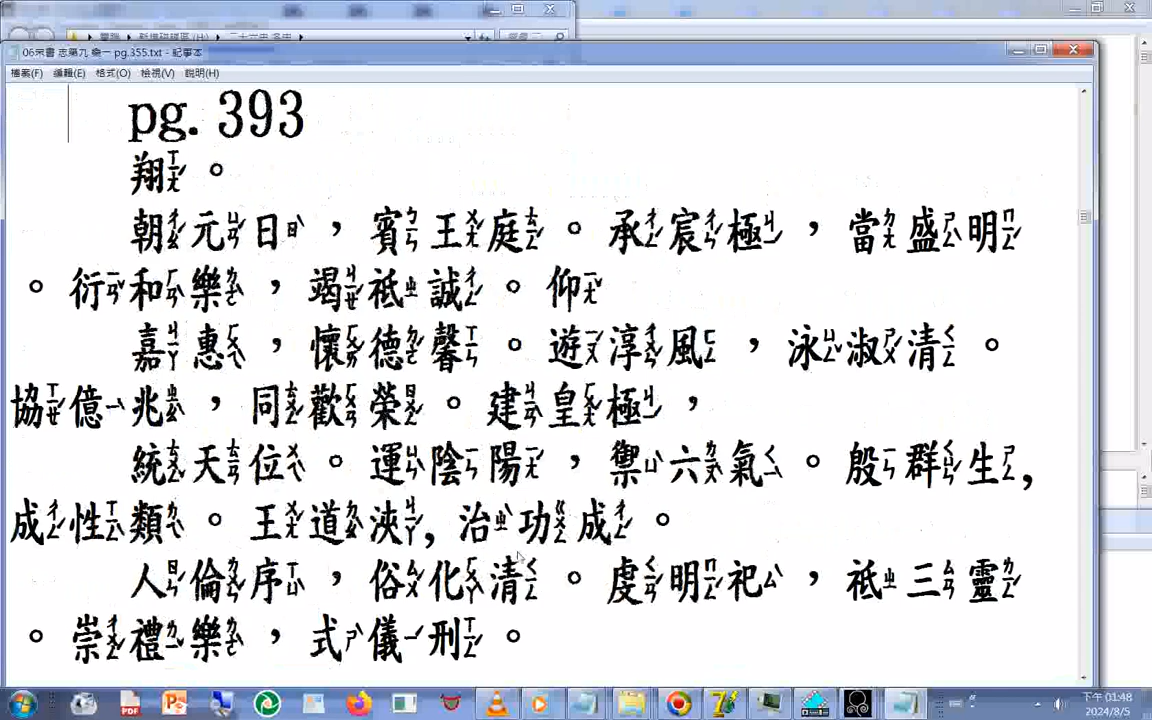 06宋書 志第九 樂一 pg.355.txt - 記事本
檔案(F) 編輯(E) 格式(O) 檢視(V) 說明(H)
pg. 393
翔。
朝元日，賓王庭。承宸極，當盛明
。衍和樂，竭祗誠。仰
嘉惠，懷德馨。遊淳風，泳淑清。
協億兆，同歡榮。建皇極，
統天位。運陰陽，禦六氣。殷群生,
成性類。王道浹, 治功成。
人倫序，俗化清。虔明祀，祗三靈
。崇禮樂，式儀刑。
下午 01:48
2024/8/5